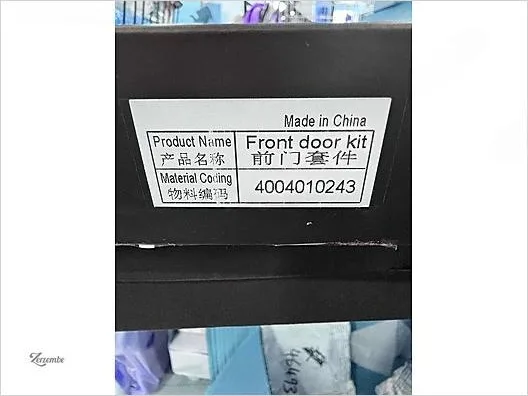 Made in China
Product Name Front door kit
产品名称 前门套件
Material Coding 4004010243
物料编码
Zerzembe